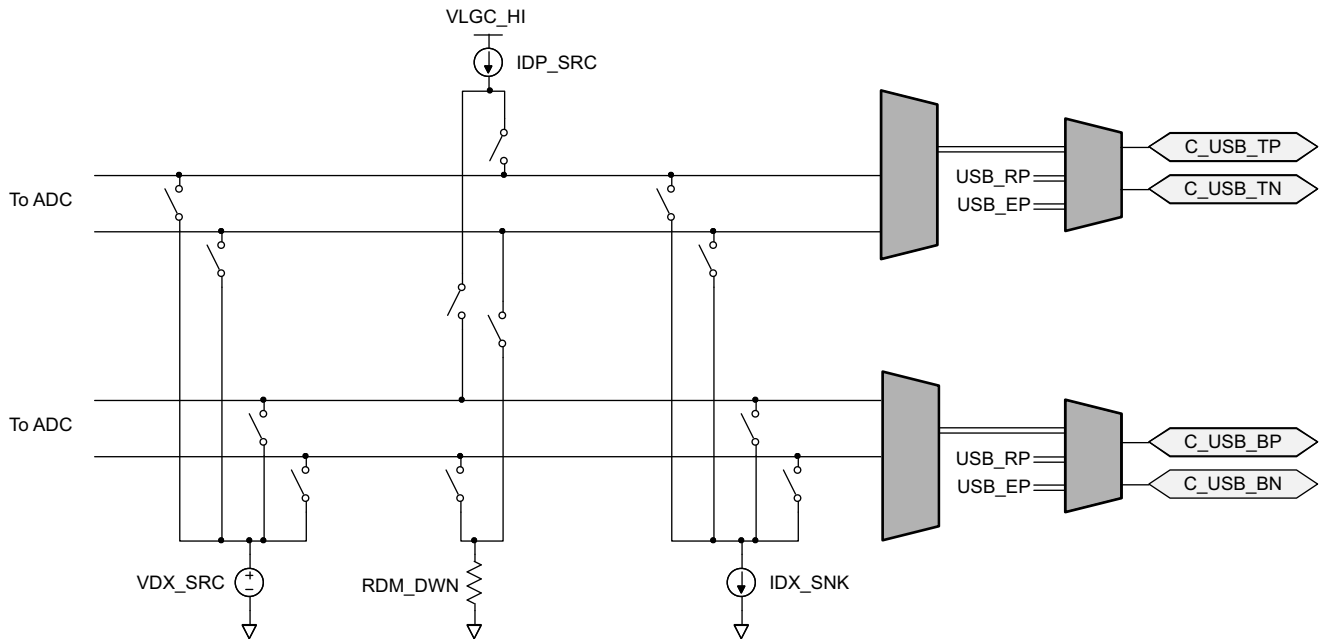 VLGC_HI
IDP_SRC
C_USB_TP
To ADC
USB_RP
C_USB_TN
USB_EP
To ADC
C_USB_BP
USB_RP
USB_EP
C_USB_BN
VDX_SRC
+
−
RDM_DWN
IDX_SNK